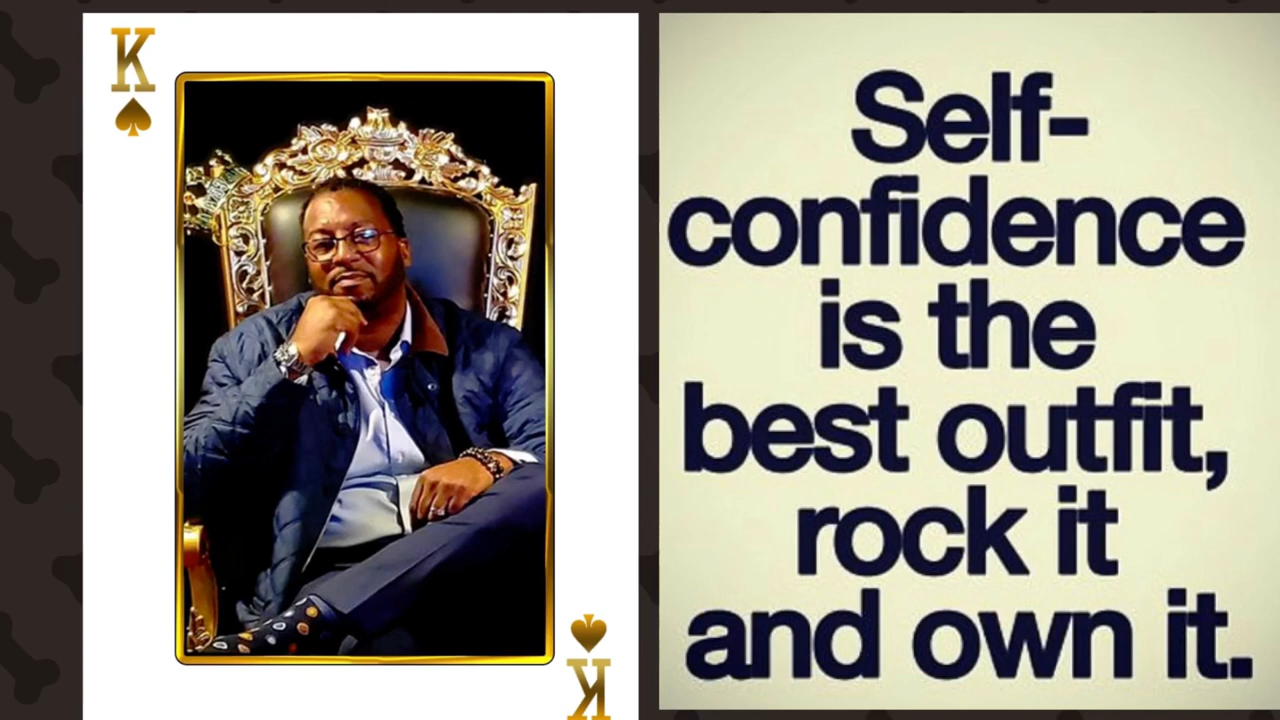 K
Self-
confidence
is the
best outfit,
rock it
and own it.
K